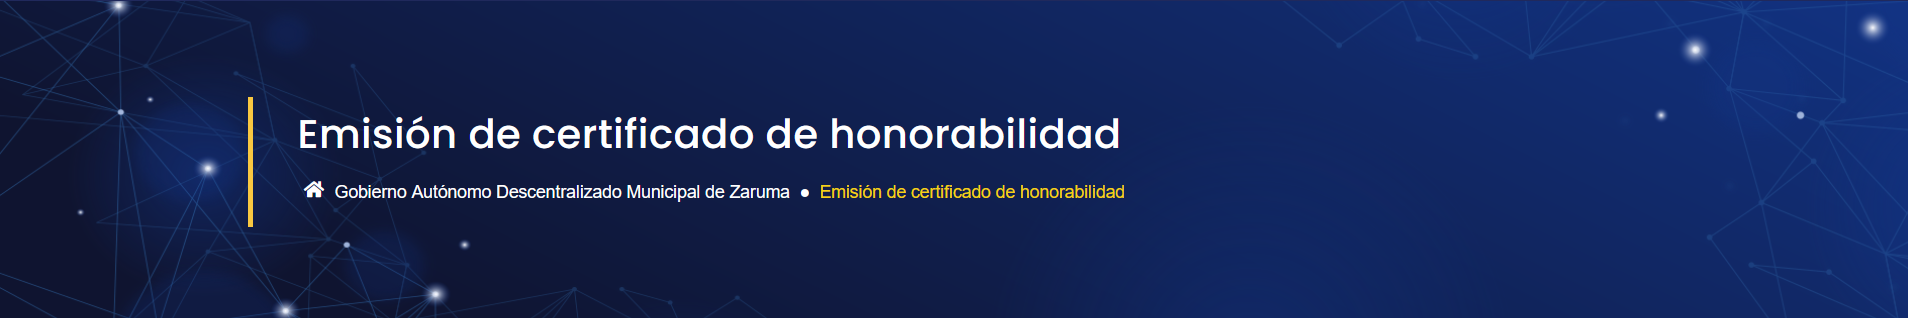 Emisión de certificado de honorabilidad
Gobierno Autónomo Descentralizado Municipal de Zaruma ● Emisión de certificado de honorabilidad